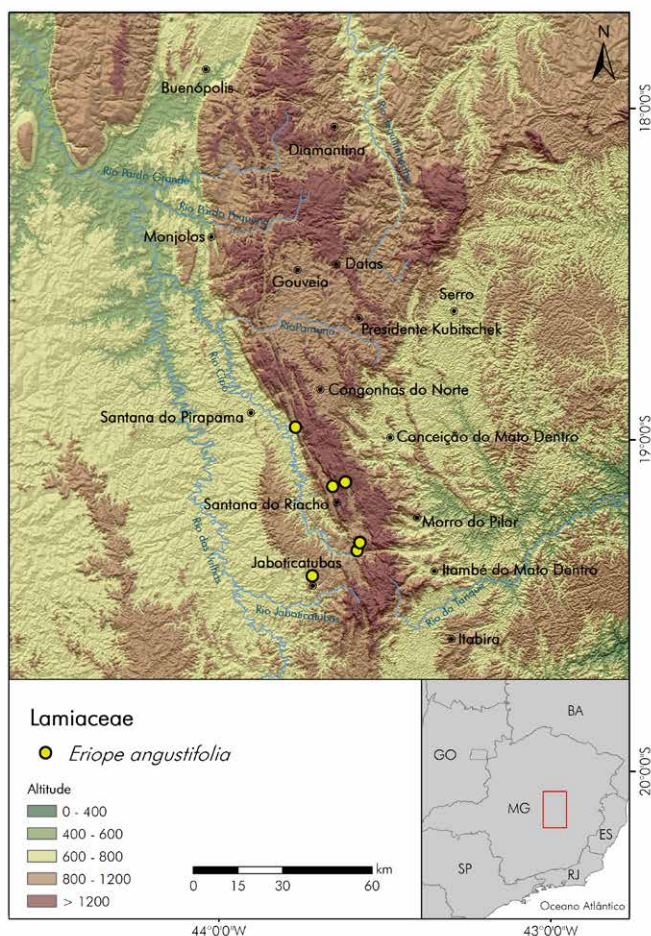 N
Buenópolis
18°0'0"S
Diamantina
Rio Jequitinhonha
Rio Pardo Grande
Rio Pardo Pequeno
Monjolos
Datas
Gouveia
Serro
Presidente Kubitschek
Rio Paraúna
Rio Cipó
Congonhas do Norte
Santana do Pirapama
Conceição do Mato Dentro
19°0'0"S
Santana do Riacho
Morro do Pilar
Rio das Velhas
Jaboticatubas
Itambé do Mato Dentro
Rio do Tanque
Rio Jaboticatubas
Itabira
Lamiaceae
Eriope angustifolia
Altitude
0 - 400
400 - 600
600 - 800
800 - 1200
> 1200
km
0 15 30 60
BA
GO
MG
ES
SP
RJ
Oceano Atlântico
20°0'0"S
44°0'0"W
43°0'0"W